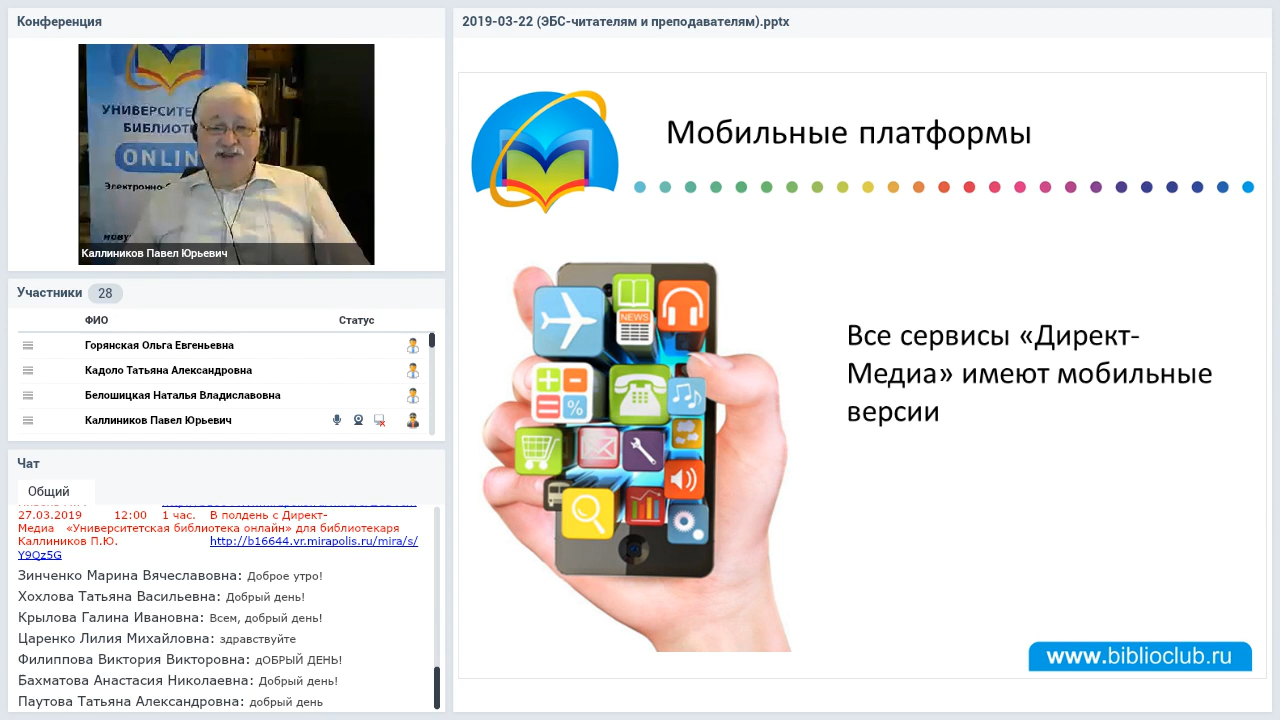 Конференция
УНИВЕРСИТЕ
БИБЛИОТЕ
ONLIN
Каллиников Павел Юрьевич
Участники 28
ФИО Статус
Горянская Ольга Евгеньевна
Кадоло Татьяна Александровна
Белошицкая Наталья Владиславовна
Каллиников Павел Юрьевич
Чат
Общий
27.03.2019 12:00 1 час. В полдень с Директ-
Медиа «Университетская библиотека онлайн» для библиотекаря
Каллиников П.Ю. http://b16644.vr.mirapolis.ru/mira/s/
Y9Qz5G
Зинченко Марина Вячеславовна: Доброе утро!
Хохлова Татьяна Васильевна: Добрый день!
Крылова Галина Ивановна: Всем, добрый день!
Царенко Лилия Михайловна: здравствуйте
Филиппова Виктория Викторовна: дОБРЫЙ ДЕНЬ!
Бахматова Анастасия Николаевна: Добрый день!
Паутова Татьяна Александровна: добрый день
2019-03-22 (ЭБС-читателям и преподавателям).pptx
Мобильные платформы
NEWS
Все сервисы «Директ-
Медиа» имеют мобильные
версии
www.biblioclub.ru